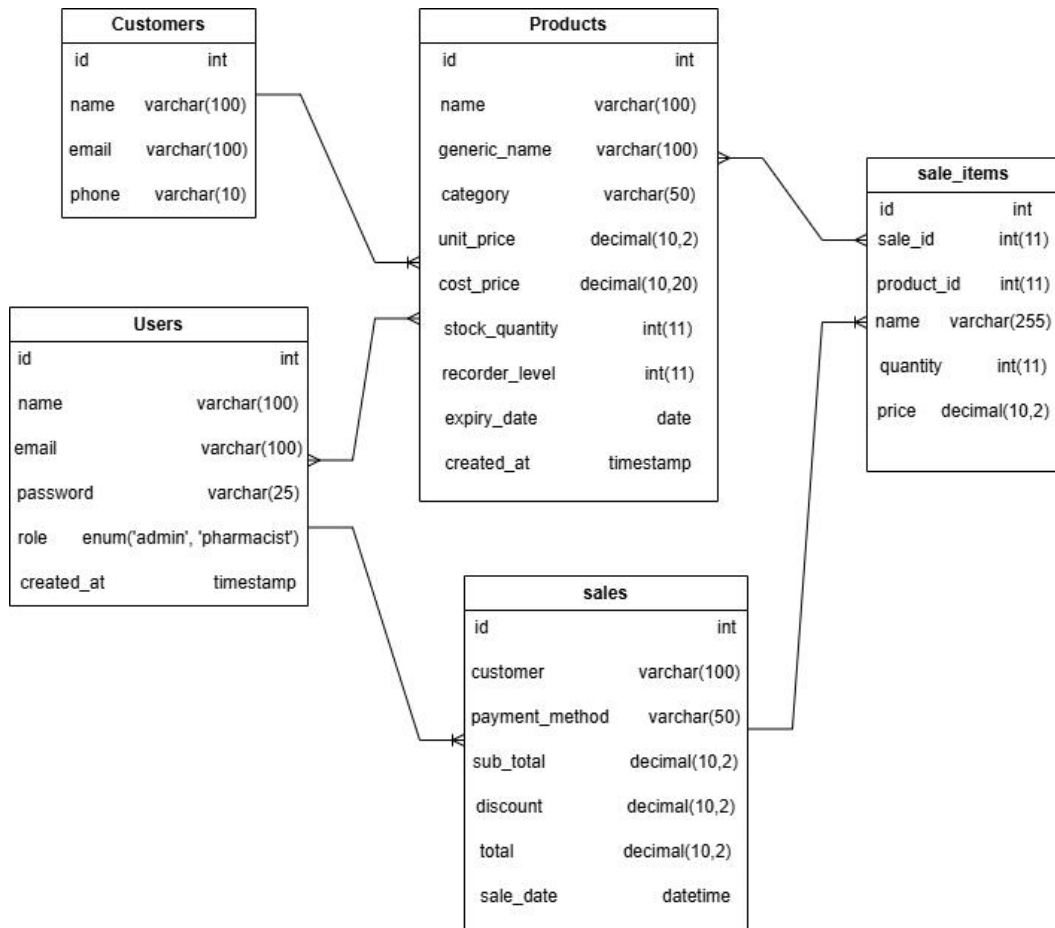 Customers
id int
name varchar(100)
email varchar(100)
phone varchar(10)
Products
id int
name varchar(100)
generic_name varchar(100)
category varchar(50)
unit_price decimal(10,2)
cost_price decimal(10,20)
stock_quantity int(11)
recorder_level int(11)
expiry_date date
created_at timestamp
sale_items
id int
sale_id int(11)
product_id int(11)
name varchar(255)
quantity int(11)
price decimal(10,2)
Users
id int
name varchar(100)
email varchar(100)
password varchar(25)
role enum('admin', 'pharmacist')
created_at timestamp
sales
id int
customer varchar(100)
payment_method varchar(50)
sub_total decimal(10,2)
discount decimal(10,2)
total decimal(10,2)
sale_date datetime